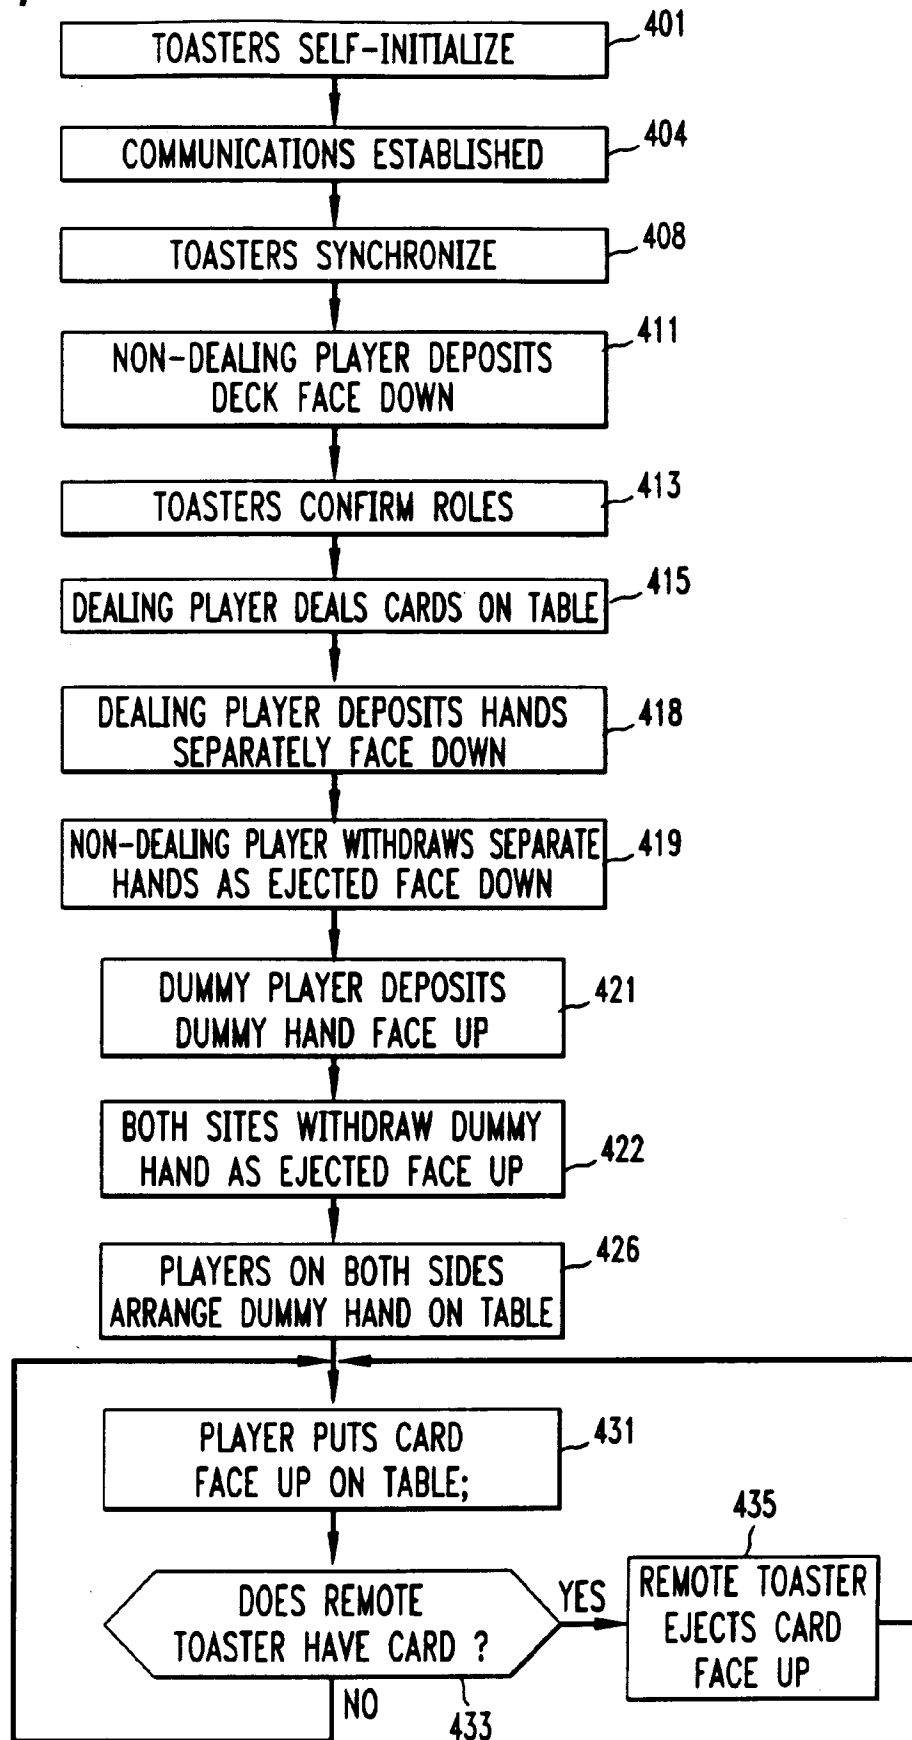 TOASTERS SELF-INITIALIZE
401
COMMUNICATIONS ESTABLISHED
404
TOASTERS SYNCHRONIZE
408
NON-DEALING PLAYER DEPOSITS
DECK FACE DOWN
411
TOASTERS CONFIRM ROLES
413
DEALING PLAYER DEALS CARDS ON TABLE
415
DEALING PLAYER DEPOSITS HANDS
SEPARATELY FACE DOWN
418
NON-DEALING PLAYER WITHDRAWS SEPARATE
HANDS AS EJECTED FACE DOWN
419
DUMMY PLAYER DEPOSITS
DUMMY HAND FACE UP
421
BOTH SITES WITHDRAW DUMMY
HAND AS EJECTED FACE UP
422
PLAYERS ON BOTH SIDES
ARRANGE DUMMY HAND ON TABLE
426
PLAYER PUTS CARD
FACE UP ON TABLE;
431
DOES REMOTE
TOASTER HAVE CARD ?
433
YES
NO
435
REMOTE TOASTER
EJECTS CARD
FACE UP